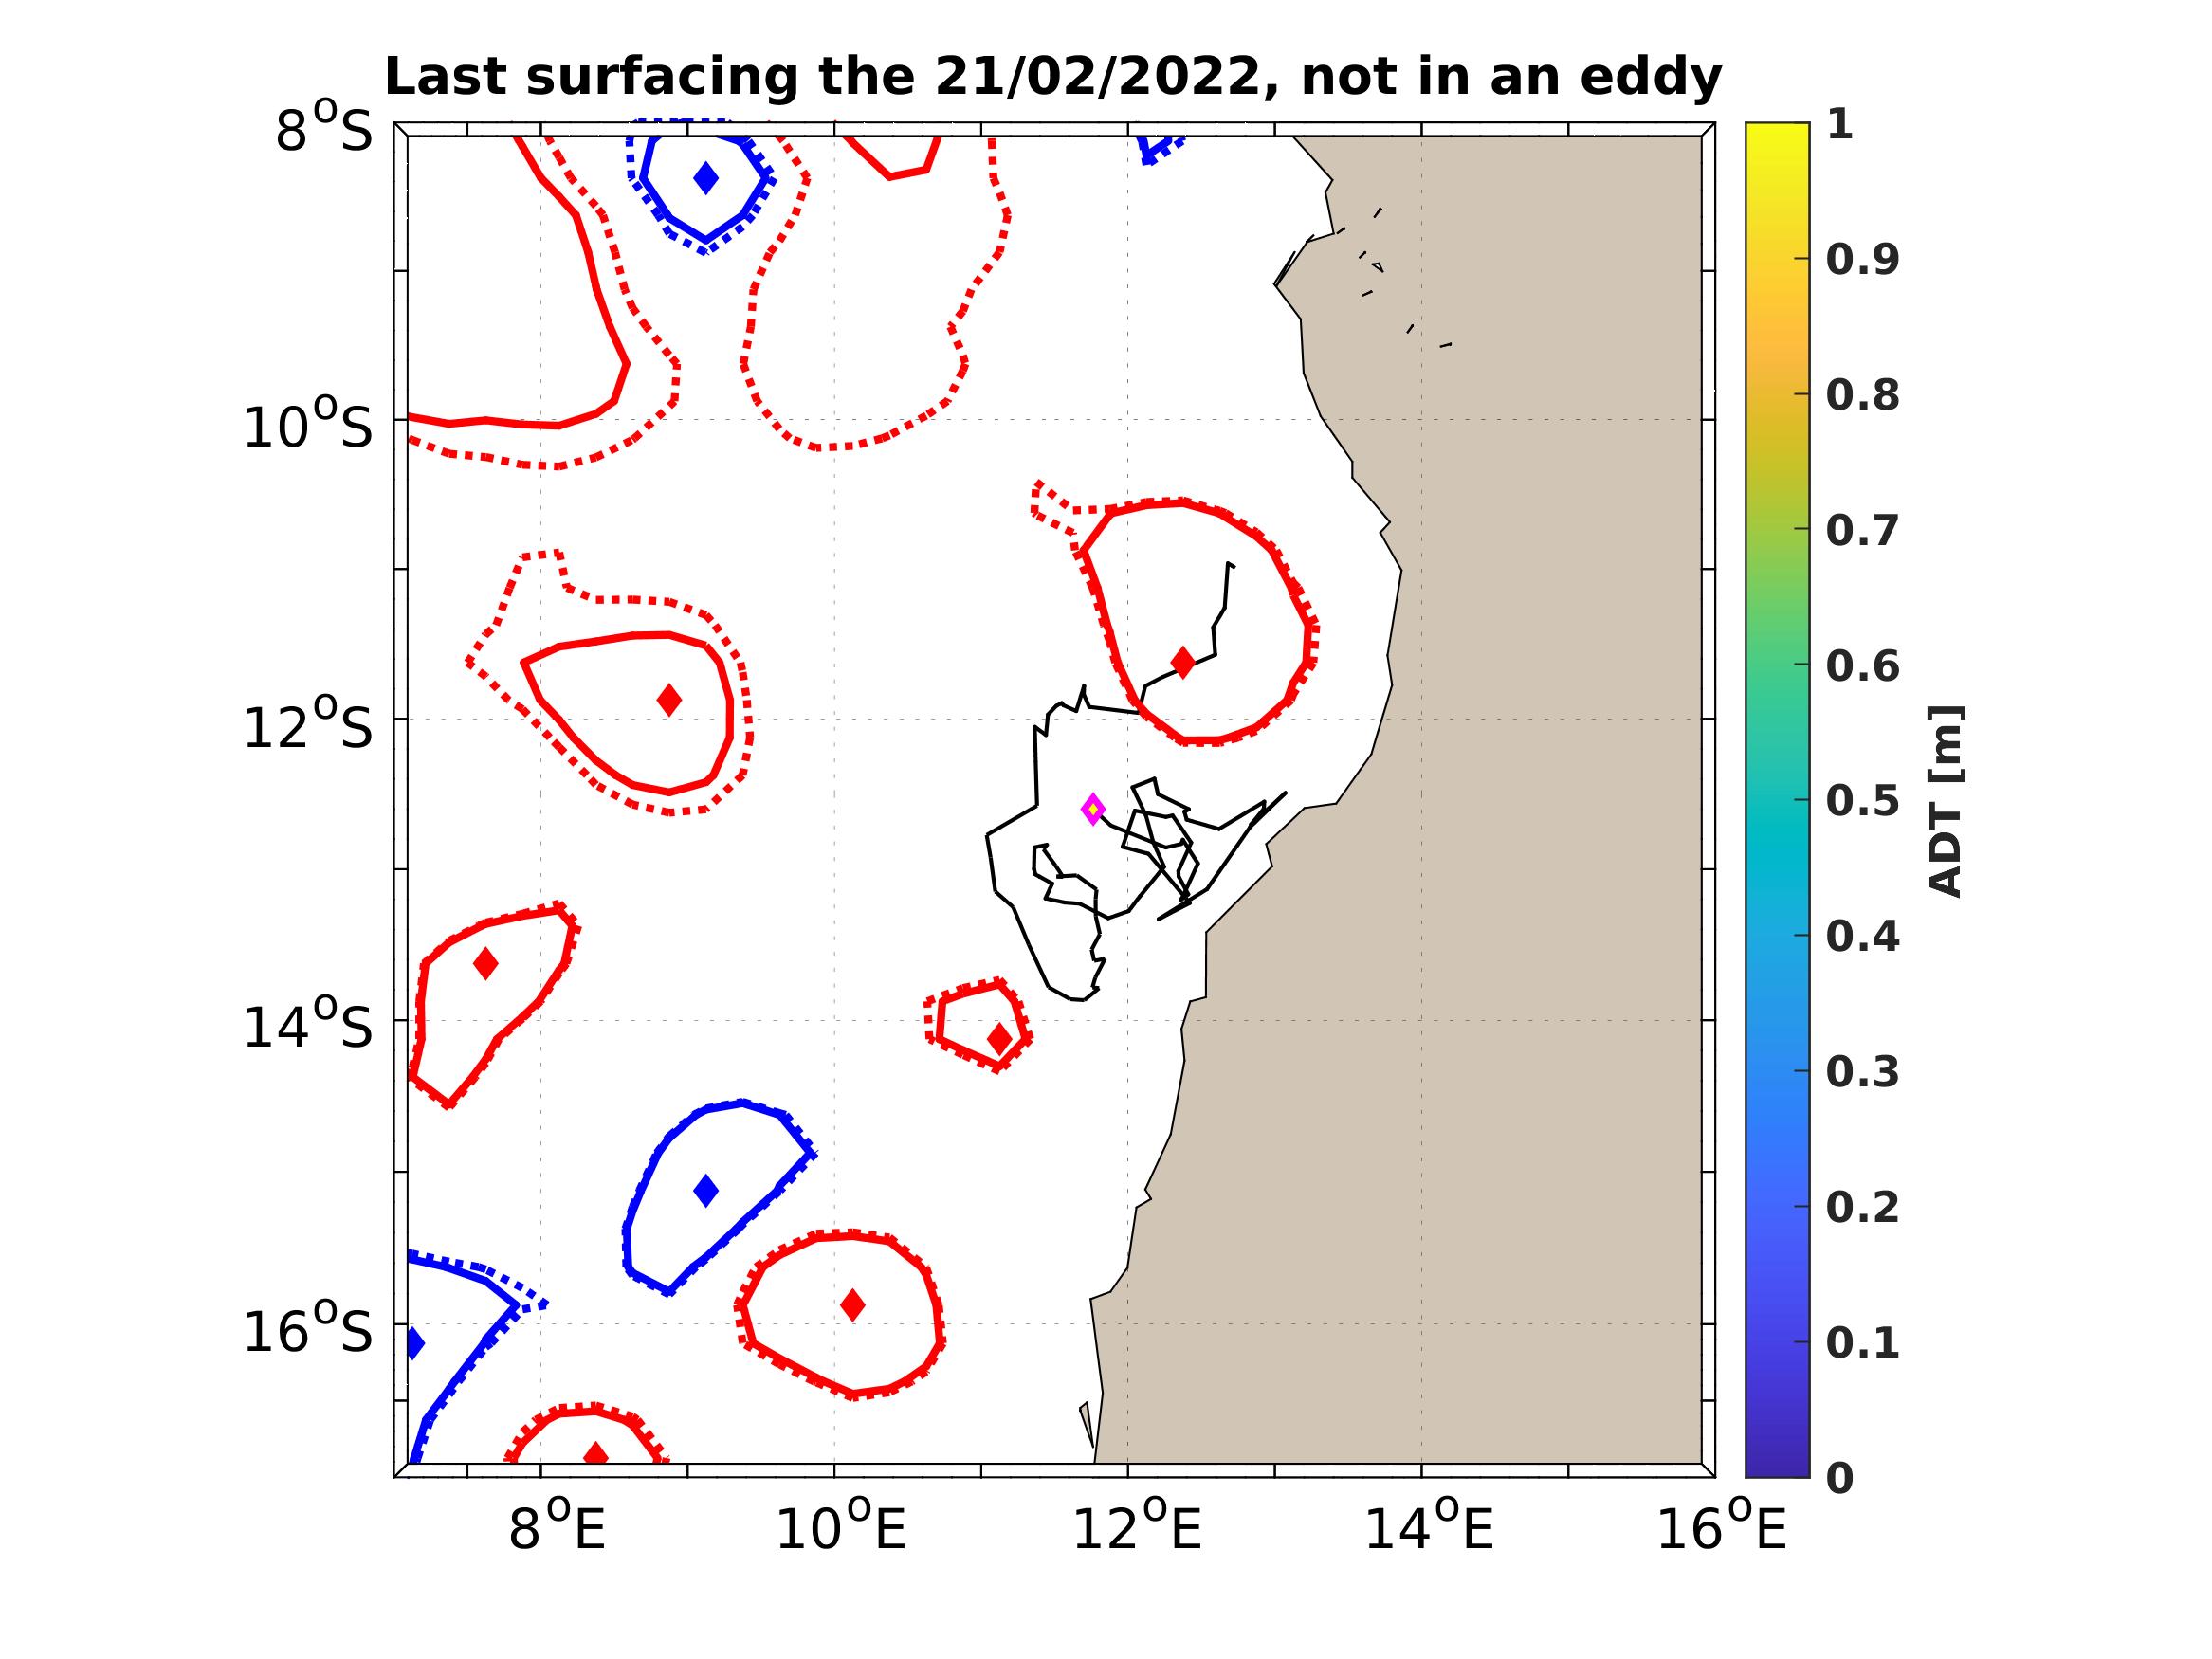 Last surfacing the 21/02/2022, not in an eddy
8°S
10°S
12°S
14°S
16°S
8°E
10°E
12°E
14°E
16°E
1
0.9
0.8
0.7
0.6
0.5
0.4
0.3
0.2
0.1
0
ADT [m]